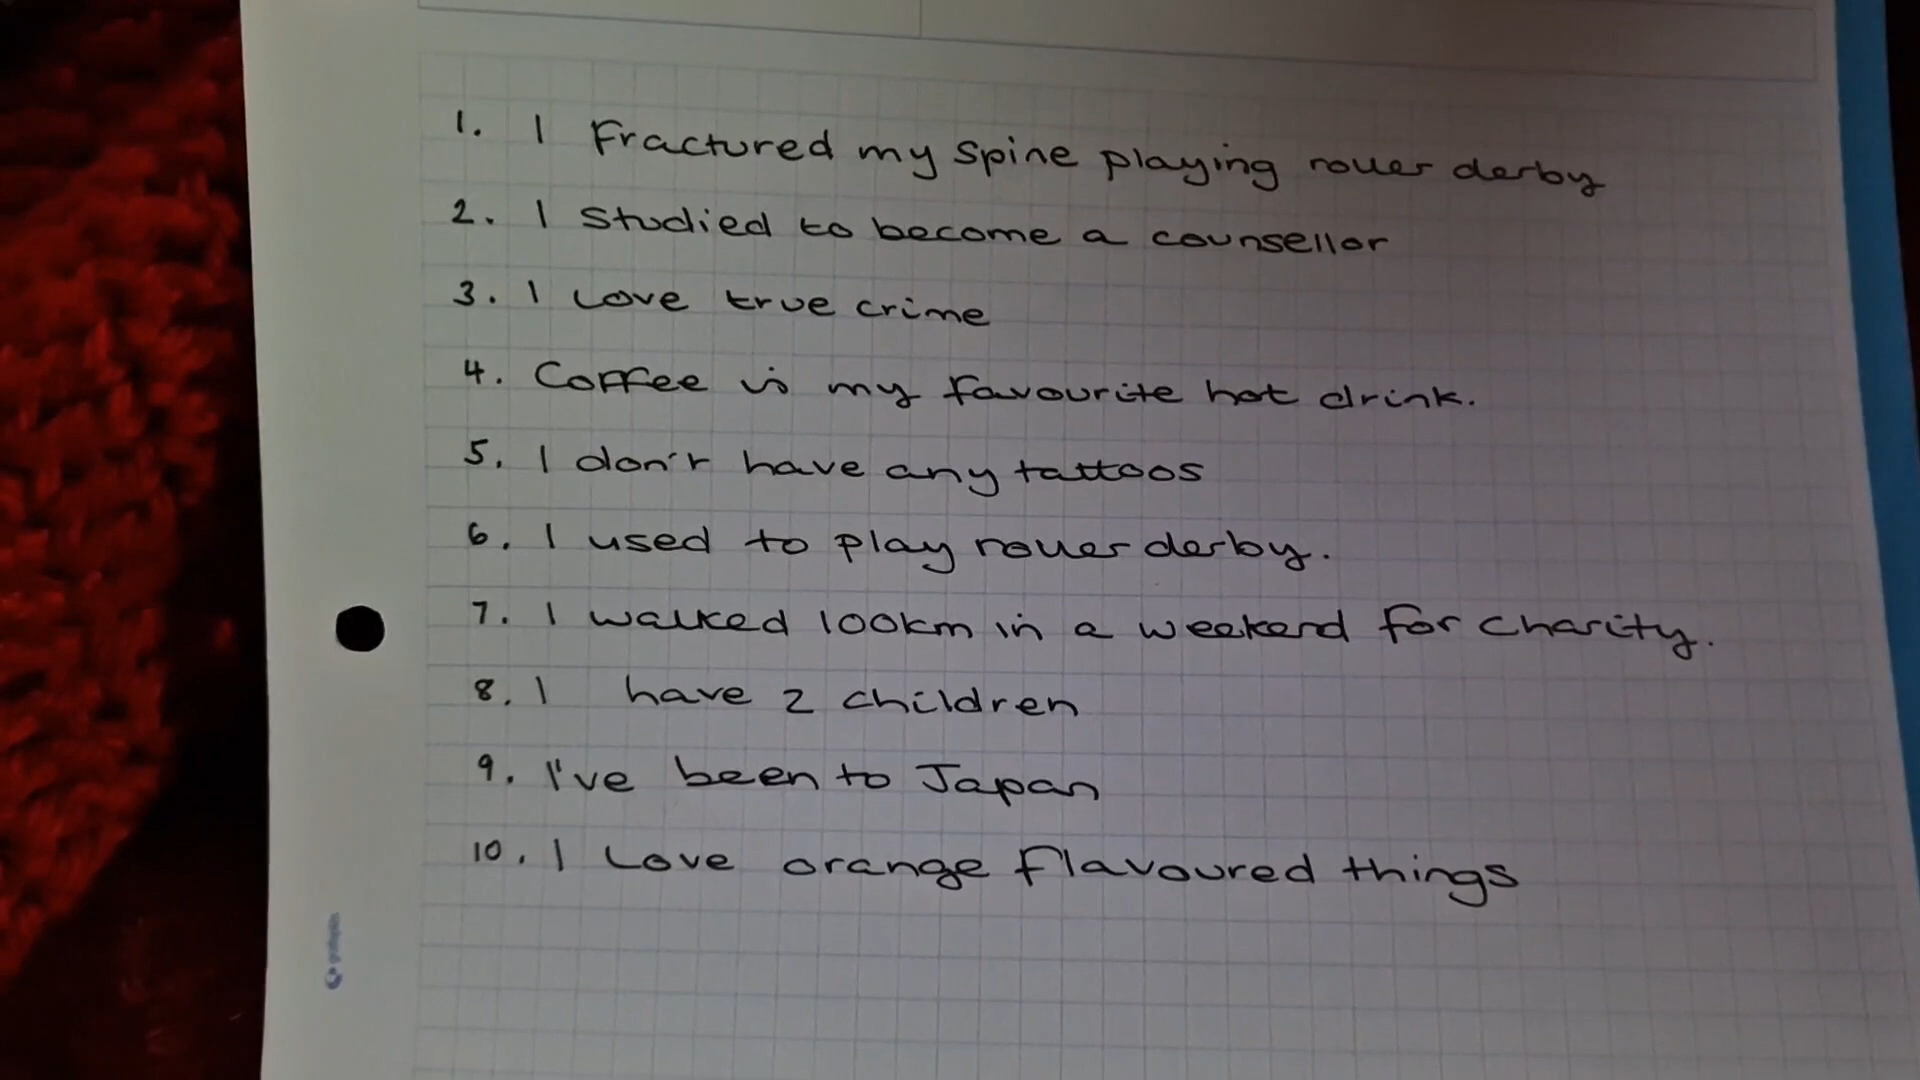 1. I Fractured my spine playing roller derby
2. I studied to become a counsellor
3. I love true crime
4. Coffee is my favourite hot drink.
5. I don't have any tattoos
6. I used to play roller derby.
7. I walked 100km in a weekend for charity.
8. I have 2 children
9. I've been to Japan
10. I love orange flavoured things